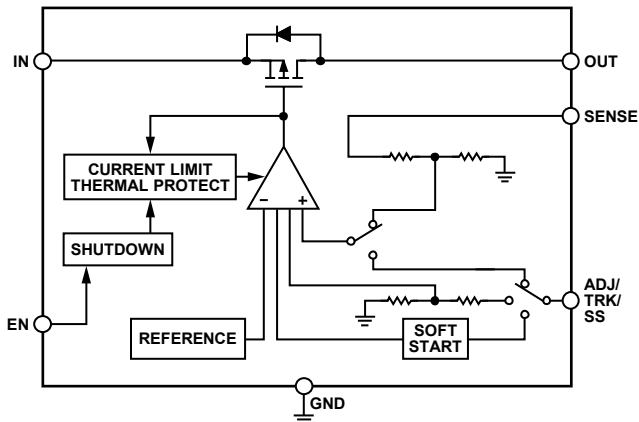 IN
OUT
SENSE
CURRENT LIMIT
THERMAL PROTECT
– +
SHUTDOWN
EN
REFERENCE
SOFT
START
ADJ/
TRK/
SS
GND